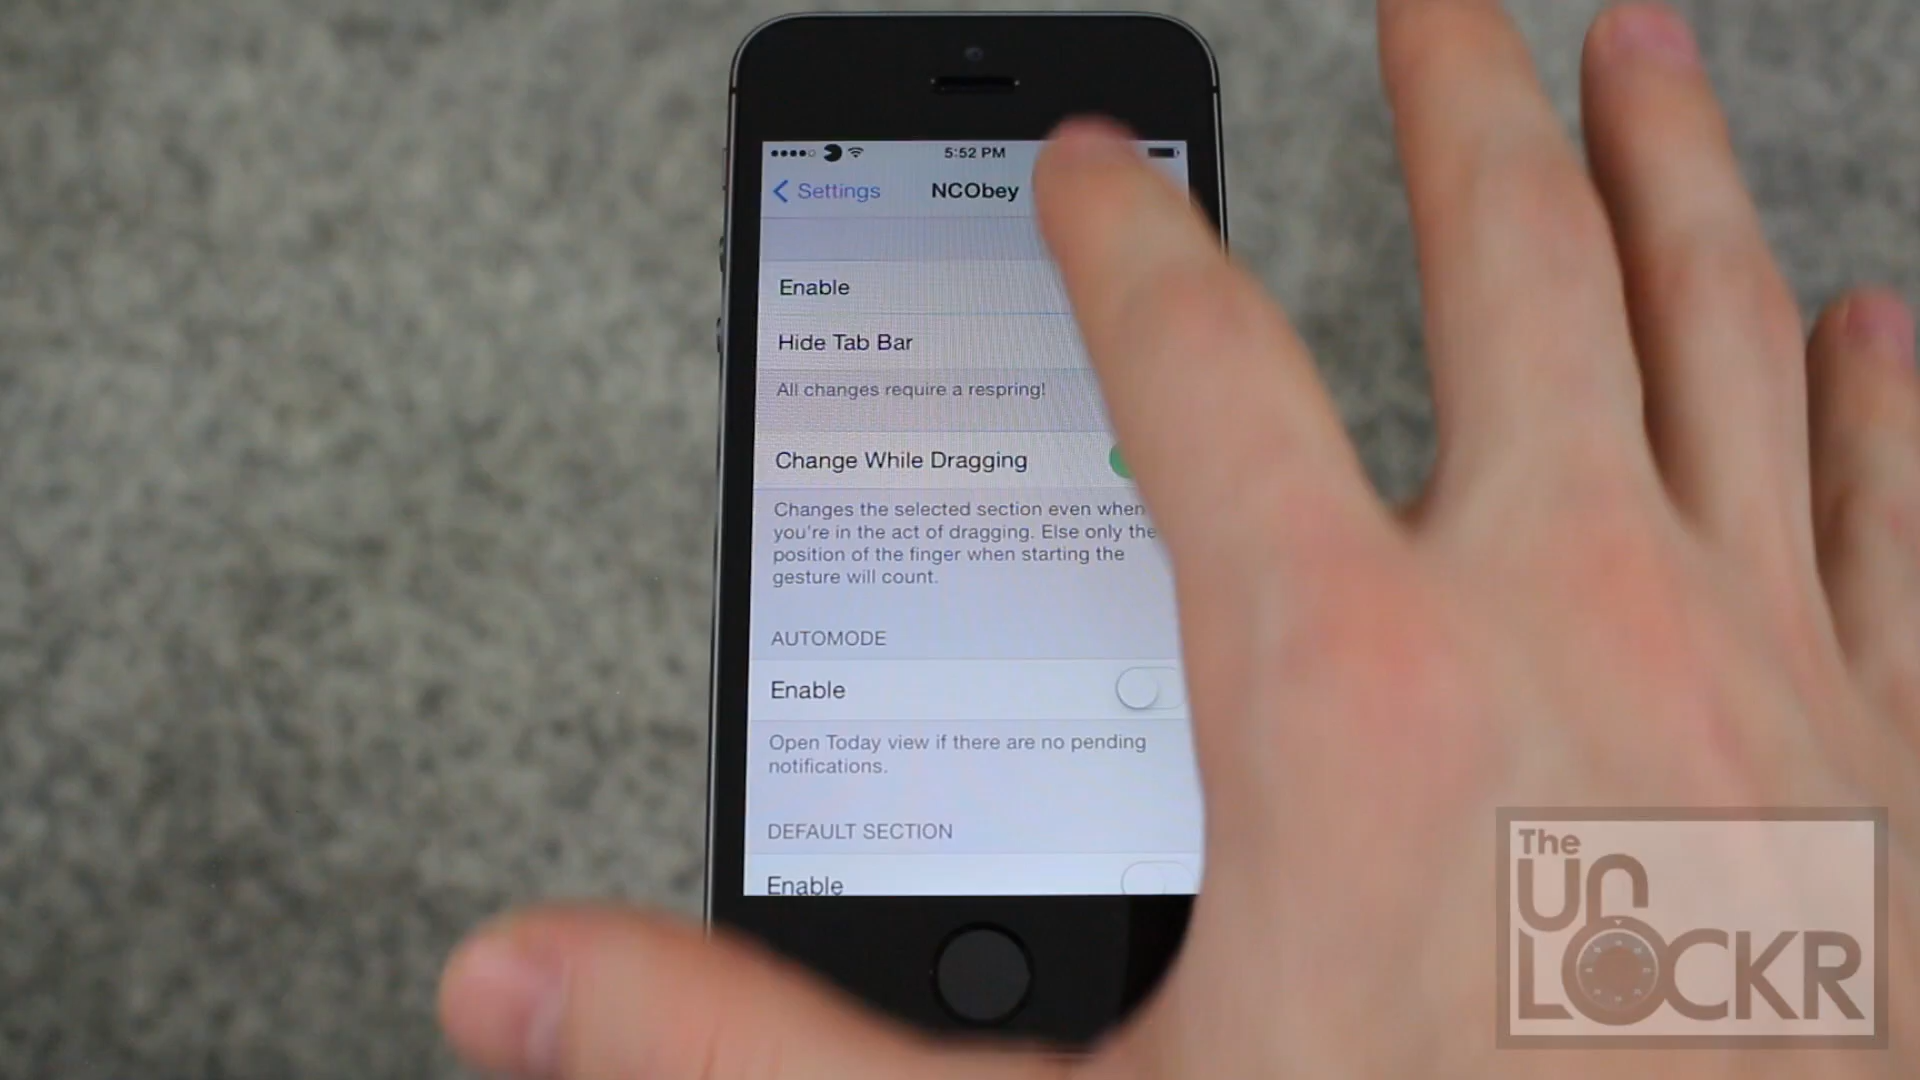 5:52 PM
Settings
NCObey
Enable
Hide Tab Bar
All changes require a respring!
Change While Dragging
Changes the selected section even when
you're in the act of dragging. Else only the
position of the finger when starting the
gesture will count.
AUTOMODE
Enable
Open Today view if there are no pending
notifications.
DEFAULT SECTION
Enable
The
UNLOCKR